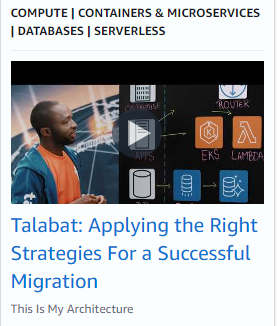 COMPUTE | CONTAINERS & MICROSERVICES
| DATABASES | SERVERLESS
ROUTER
APPS
EKS
LAMBDA
Talabat: Applying the Right
Strategies For a Successful
Migration
This Is My Architecture